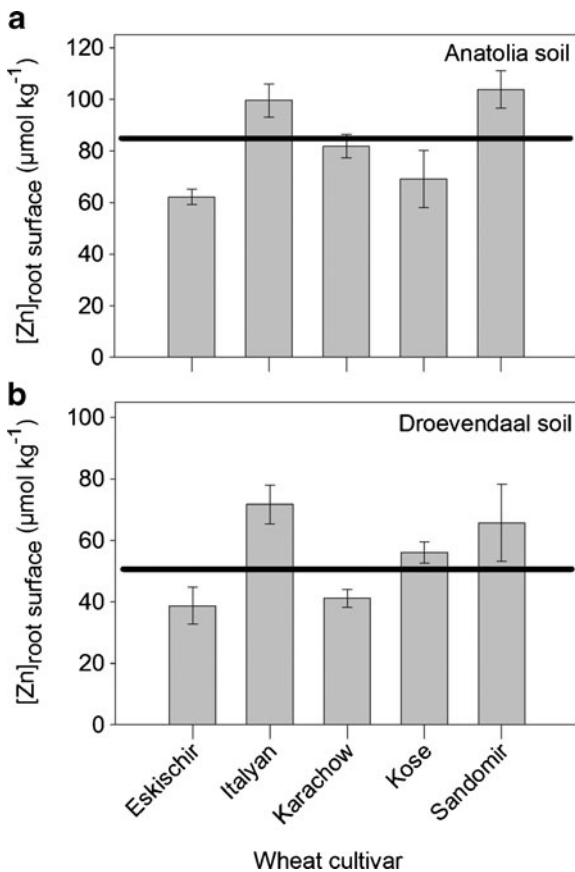 a
Anatolia soil
[Zn]root surface (µmol kg-1)
120
100
80
60
40
20
0
b
Droevendaal soil
[Zn]root surface (µmol kg-1)
100
80
60
40
20
0
Eskischir
Italyan
Karachow
Kose
Sandomir
Wheat cultivar